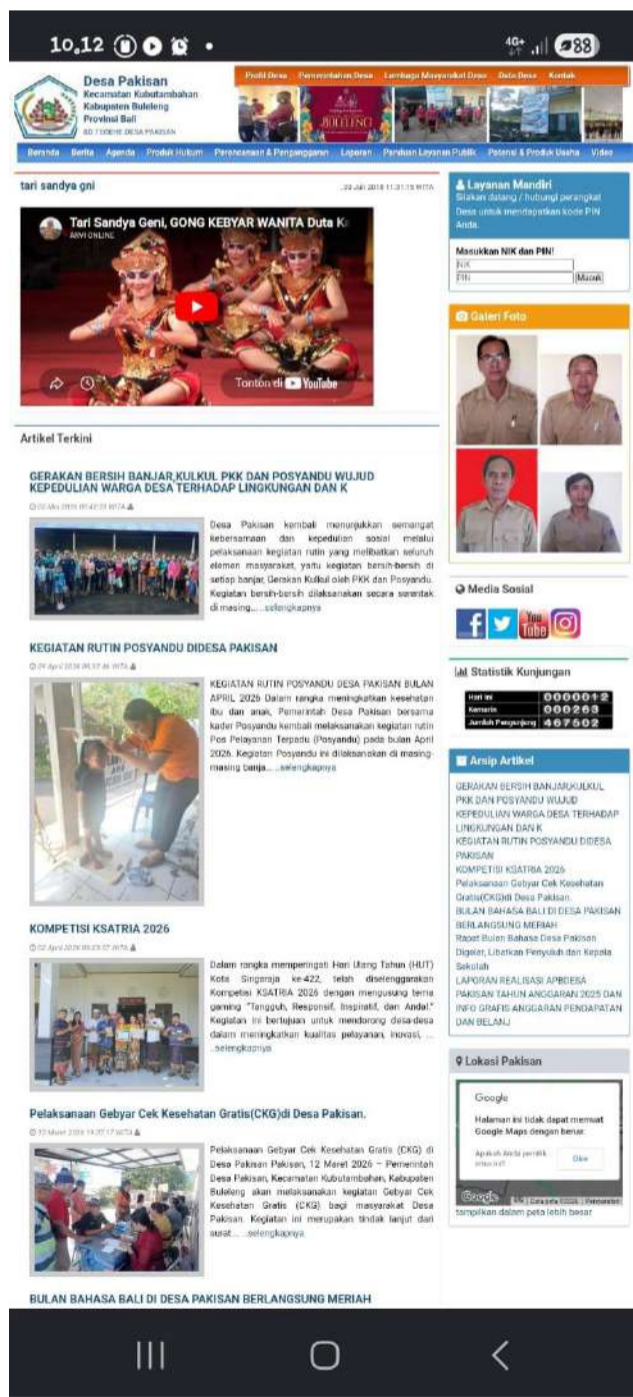 10.12
4G+
88
Desa Pakisan
Kecamatan Kubutambahan
Kabupaten Buleleng
Provinsi Bali
Profil Desa Pemerintahan Desa Lembaga Masyarakat Desa Data Desa Kontak
BULELENG
Beranda Berita Agenda Produk Hukum Perencanaan & Penganggaran Laporan Panduan Layanan Publik Potensi & Produk Usaha Video
tari sandya gni
Tari Sandya Geni, GONG KEBYAR WANITA Duta Ka
ARVI ONLINE
Tonton di YouTube
Artikel Terkini
GERAKAN BERSIH BANJAR,KULKUL PKK DAN POSYANDU WUJUD
KEPEDULIAN WARGA DESA TERHADAP LINGKUNGAN DAN K
Desa Pakisan kembali menunjukkan semangat
kebersamaan dan kepedulian sosial melalui
pelaksanaan kegiatan rutin yang melibatkan seluruh
elemen masyarakat, yaitu kegiatan bersih-bersih di
setiap banjar, Gerakan Kulkul oleh PKK dan Posyandu.
Kegiatan bersih-bersih dilaksanakan secara serentak
di masing... ...selengkapnya
KEGIATAN RUTIN POSYANDU DIDESA PAKISAN
KEGIATAN RUTIN POSYANDU DESA PAKISAN BULAN
APRIL 2026 Dalam rangka meningkatkan kesehatan
ibu dan anak, Pemerintah Desa Pakisan bersama
kader Posyandu kembali melaksanakan kegiatan rutin
Pos Pelayanan Terpadu (Posyandu) pada bulan April
2026. Kegiatan Posyandu ini dilaksanakan di masing-
masing banja... ...selengkapnya
KOMPETISI KSATRIA 2026
Dalam rangka memperingati Hari Ulang Tahun (HUT)
Kota Singaraja ke-422, telah diselenggarakan
Kompetisi KSATRIA 2026 dengan mengusung tema
gaming "Tangguh, Responsif, Inspiratif, dan Andal."
Kegiatan ini bertujuan untuk mendorong desa-desa
dalam meningkatkan kualitas pelayanan, inovasi, ...
...selengkapnya
Pelaksanaan Gebyar Cek Kesehatan Gratis(CKG)di Desa Pakisan.
Pelaksanaan Gebyar Cek Kesehatan Gratis (CKG) di
Desa Pakisan Pakisan, 12 Maret 2026 – Pemerintah
Desa Pakisan, Kecamatan Kubutambahan, Kabupaten
Buleleng akan melaksanakan kegiatan Gebyar Cek
Kesehatan Gratis (CKG) bagi masyarakat Desa
Pakisan. Kegiatan ini merupakan tindak lanjut dari
surat... ...selengkapnya
BULAN BAHASA BALI DI DESA PAKISAN BERLANGSUNG MERIAH
Layanan Mandiri
Silakan datang / hubungi perangkat
Desa untuk mendapatkan kode PIN
Anda.
Masukkan NIK dan PIN!
NIK
PIN Masuk
Galeri Foto
Media Sosial
You
Tube
Statistik Kunjungan
Hari ini 0000012
Kemarin 000263
Jumlah Pengunjung 467502
Arsip Artikel
GERAKAN BERSIH BANJAR,KULKUL
PKK DAN POSYANDU WUJUD
KEPEDULIAN WARGA DESA TERHADAP
LINGKUNGAN DAN K
KEGIATAN RUTIN POSYANDU DIDESA
PAKISAN
KOMPETISI KSATRIA 2026
Pelaksanaan Gebyar Cek Kesehatan
Gratis(CKG)di Desa Pakisan.
BULAN BAHASA BALI DI DESA PAKISAN
BERLANGSUNG MERIAH
Rapat Bulan Bahasa Desa Pakisan
Digelar, Libatkan Penyuluh dan Kepala
Sekolah
LAPORAN REALISASI APBDESA
PAKISAN TAHUN ANGGARAN 2025 DAN
INFO GRAFIS ANGGARAN PENDAPATAN
DAN BELANJ
Lokasi Pakisan
Google
Halaman ini tidak dapat memuat
Google Maps dengan benar.
Apakah Anda pemilik
situs ini? Oke
Google
tampilkan dalam peta lebih besar